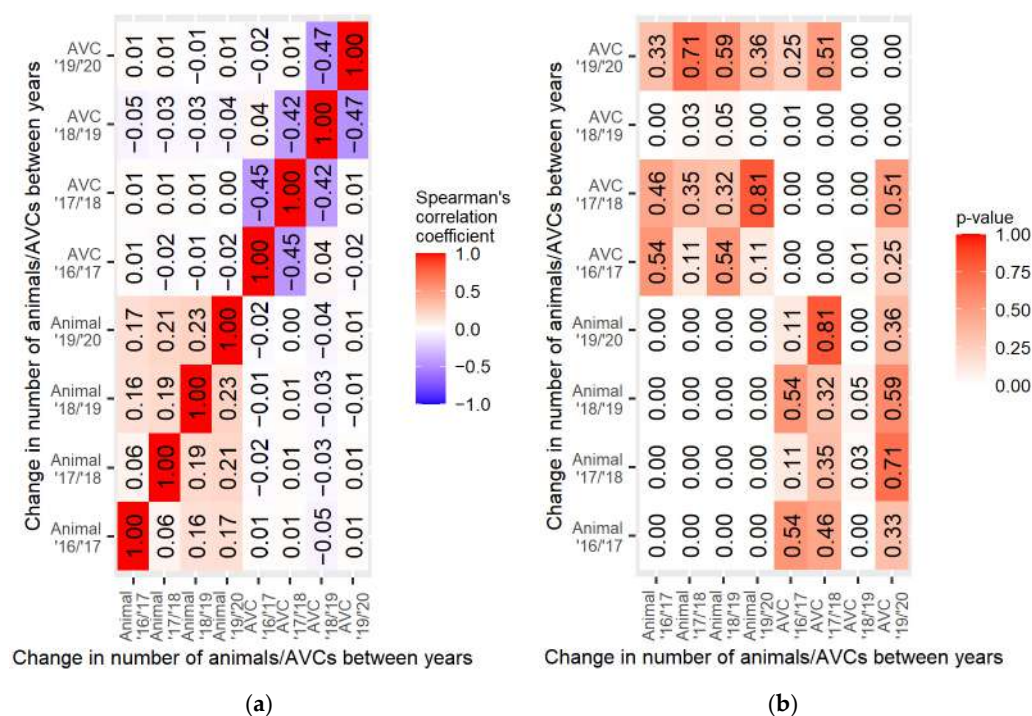 Change in number of animals/AVCs between years
AVC
'19/'20
0.01 0.01 −0.01 0.01 −0.02 0.01 −0.47 1.00
AVC
'18/'19
−0.05 −0.03 −0.03 −0.04 0.04 −0.42 1.00 −0.47
AVC
'17/'18
0.01 0.01 0.01 0.00 −0.45 1.00 −0.42 0.01
AVC
'16/'17
0.01 −0.02 −0.01 −0.02 1.00 −0.45 0.04 −0.02
Animal
'19/'20
0.17 0.21 0.23 1.00 −0.02 0.00 −0.04 0.01
Animal
'18/'19
0.16 0.19 1.00 0.23 −0.01 0.01 −0.03 −0.01
Animal
'17/'18
0.06 1.00 0.19 0.21 −0.02 0.01 −0.03 0.01
Animal
'16/'17
1.00 0.06 0.16 0.17 0.01 0.01 −0.05 0.01
Animal
'16/'17
Animal
'17/'18
Animal
'18/'19
Animal
'19/'20
AVC
'16/'17
AVC
'17/'18
AVC
'18/'19
AVC
'19/'20
Change in number of animals/AVCs between years
Spearman's
correlation
coefficient
1.0
0.5
0.0
−0.5
−1.0
(a)
Change in number of animals/AVCs between years
AVC
'19/'20
0.33 0.71 0.59 0.36 0.25 0.51 0.00 0.00
AVC
'18/'19
0.00 0.03 0.05 0.00 0.01 0.00 0.00 0.00
AVC
'17/'18
0.46 0.35 0.32 0.81 0.00 0.00 0.00 0.51
AVC
'16/'17
0.54 0.11 0.54 0.11 0.00 0.00 0.01 0.25
Animal
'19/'20
0.00 0.00 0.00 0.00 0.11 0.81 0.00 0.36
Animal
'18/'19
0.00 0.00 0.00 0.00 0.54 0.32 0.05 0.59
Animal
'17/'18
0.00 0.00 0.00 0.00 0.11 0.35 0.03 0.71
Animal
'16/'17
0.00 0.00 0.00 0.00 0.54 0.46 0.00 0.33
Animal
'16/'17
Animal
'17/'18
Animal
'18/'19
Animal
'19/'20
AVC
'16/'17
AVC
'17/'18
AVC
'18/'19
AVC
'19/'20
Change in number of animals/AVCs between years
p-value
1.00
0.75
0.50
0.25
0.00
(b)